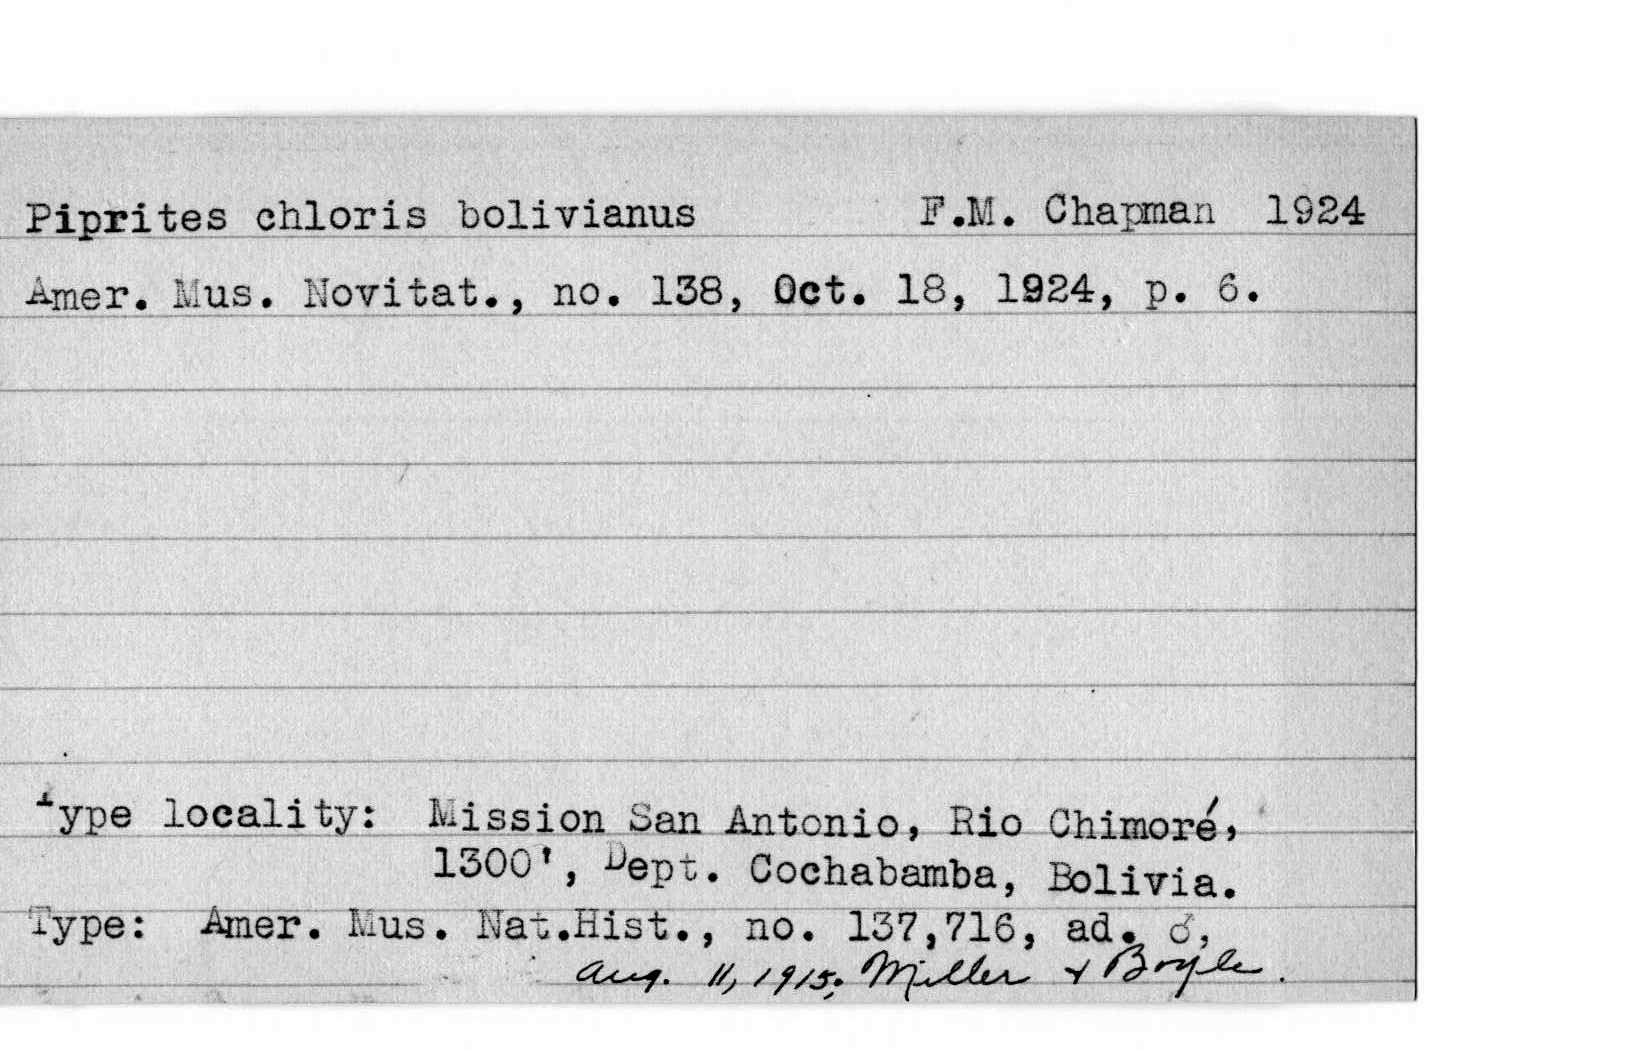 Piprites chloris bolivianus F.M. Chapman 1924
Amer. Mus. Novitat., no. 138, Oct. 18, 1924, p. 6.
Type locality: Mission San Antonio, Rio Chimoré,
1300', Dept. Cochabamba, Bolivia.
Type: Amer. Mus. Nat.Hist., no. 137,716, ad. ♂,
Aug. 11, 1915; Miller + Boyle.